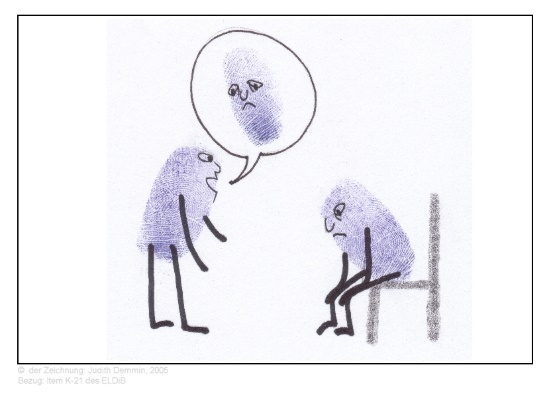 © der Zeichnung: Judith Demmin, 2005
Bezug: Item K-21 des ELDiB